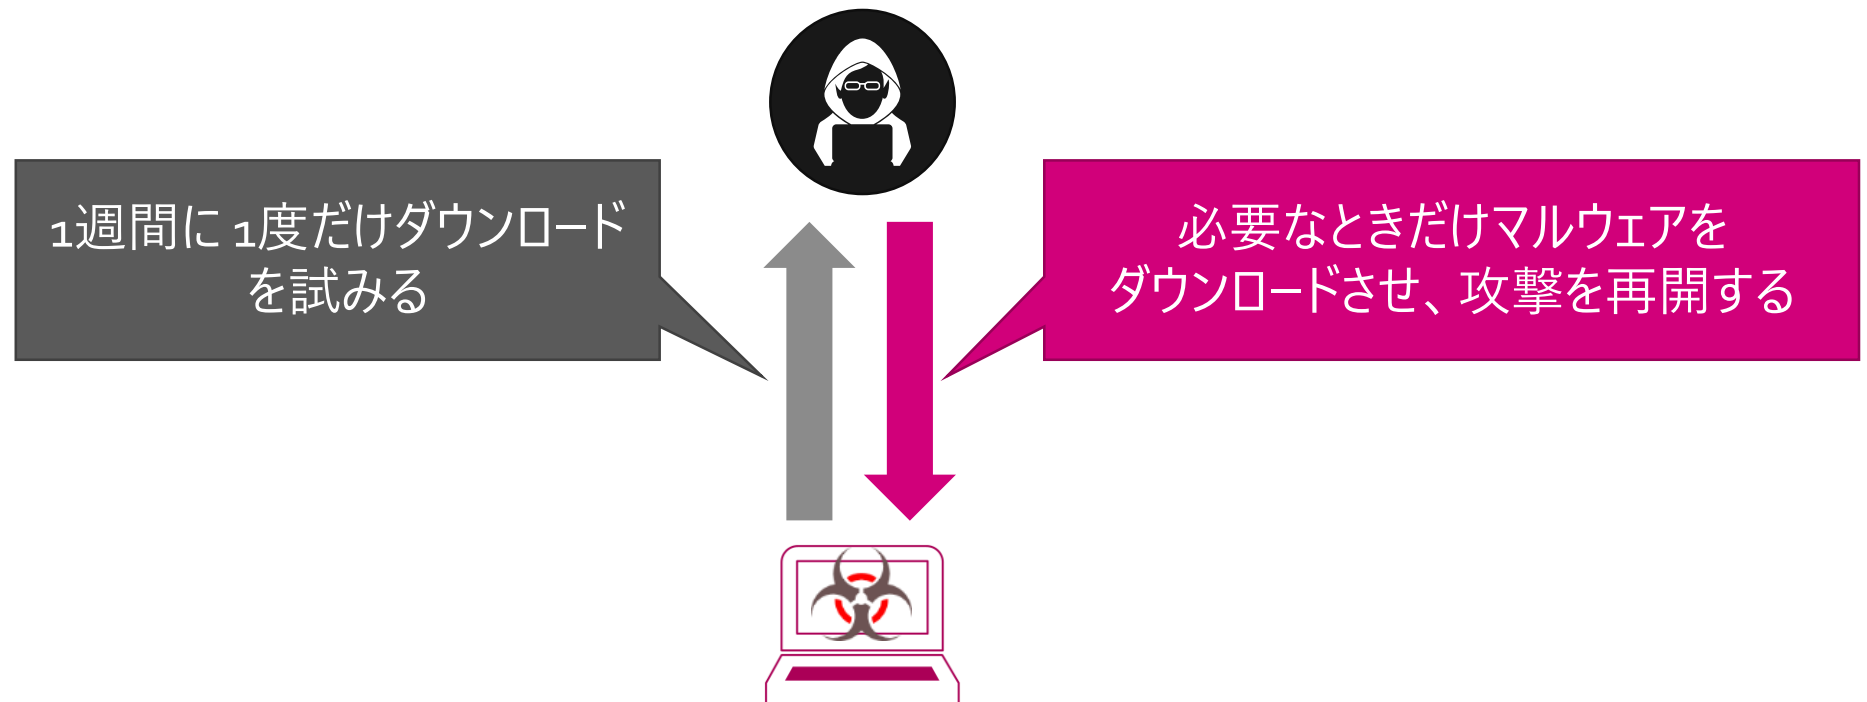 1週間に1度だけダウンロード
を試みる
必要なときだけマルウェアを
ダウンロードさせ、攻撃を再開する